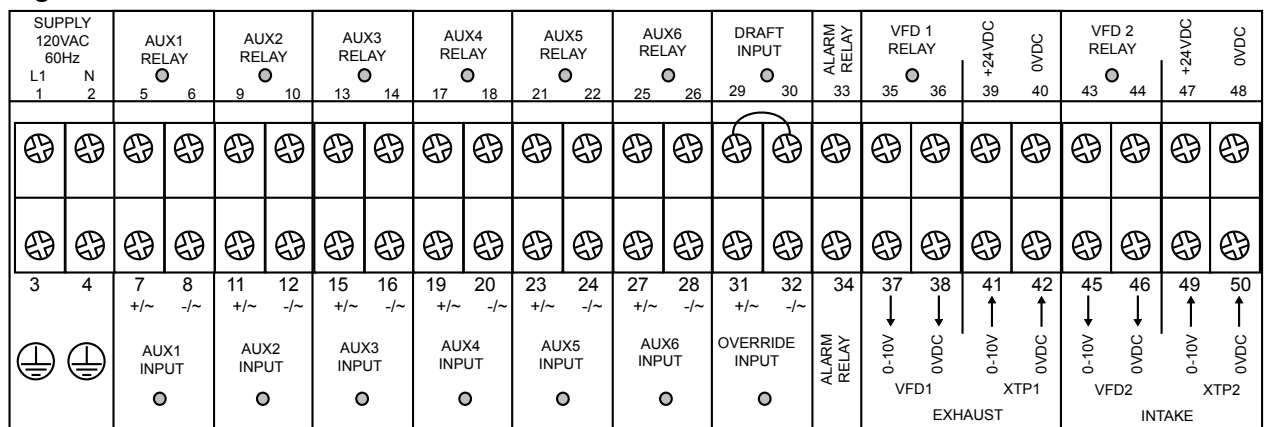 SUPPLY
120VAC
60Hz
L1 N
1 2
AUX1
RELAY
5 6
AUX2
RELAY
9 10
AUX3
RELAY
13 14
AUX4
RELAY
17 18
AUX5
RELAY
21 22
AUX6
RELAY
25 26
DRAFT
INPUT
29 30
ALARM
RELAY
33
VFD 1
RELAY
35 36
+24VDC
39
0VDC
40
VFD 2
RELAY
43 44
+24VDC
47
0VDC
48
3 4
7 8
+/~ -/~
AUX1
INPUT
11 12
+/~ -/~
AUX2
INPUT
15 16
+/~ -/~
AUX3
INPUT
19 20
+/~ -/~
AUX4
INPUT
23 24
+/~ -/~
AUX5
INPUT
27 28
+/~ -/~
AUX6
INPUT
31 32
+/~ -/~
OVERRIDE
INPUT
34
ALARM
RELAY
37 38
0-10V
0VDC
VFD1
41 42
0-10V
0VDC
XTP1
EXHAUST
45 46
0-10V
0VDC
VFD2
49 50
0-10V
0VDC
XTP2
INTAKE